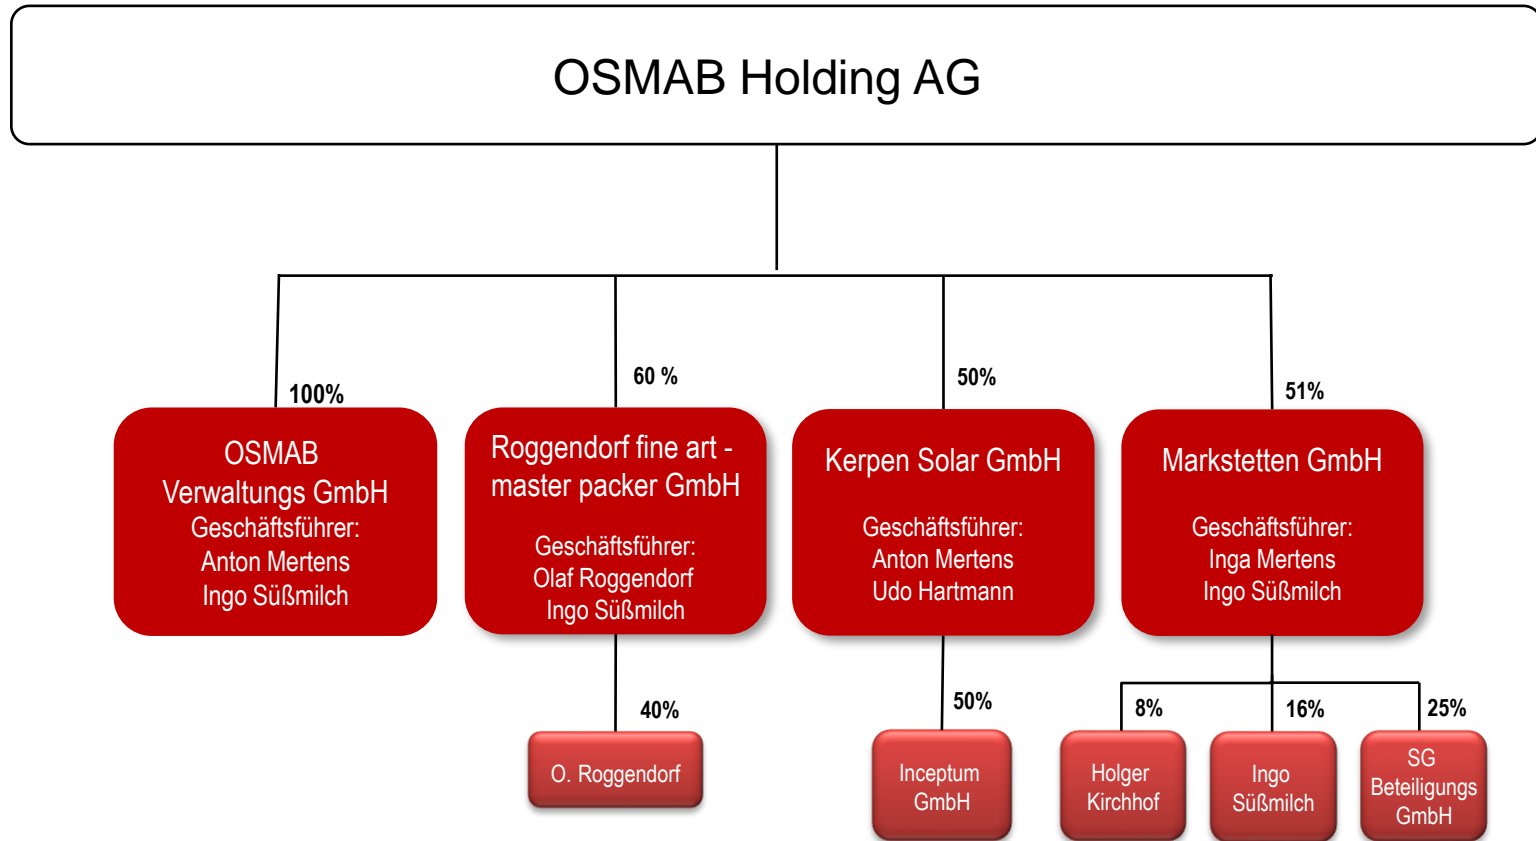 OSMAB Holding AG
100%
60 %
50%
51%
OSMAB
Verwaltungs GmbH
Geschäftsführer:
Anton Mertens
Ingo Süßmilch
Roggendorf fine art -
master packer GmbH
Geschäftsführer:
Olaf Roggendorf
Ingo Süßmilch
Kerpen Solar GmbH
Geschäftsführer:
Anton Mertens
Udo Hartmann
Markstetten GmbH
Geschäftsführer:
Inga Mertens
Ingo Süßmilch
40%
50%
8%
16%
25%
O. Roggendorf
Inceptum
GmbH
Holger
Kirchhof
Ingo
Süßmilch
SG
Beteiligungs
GmbH